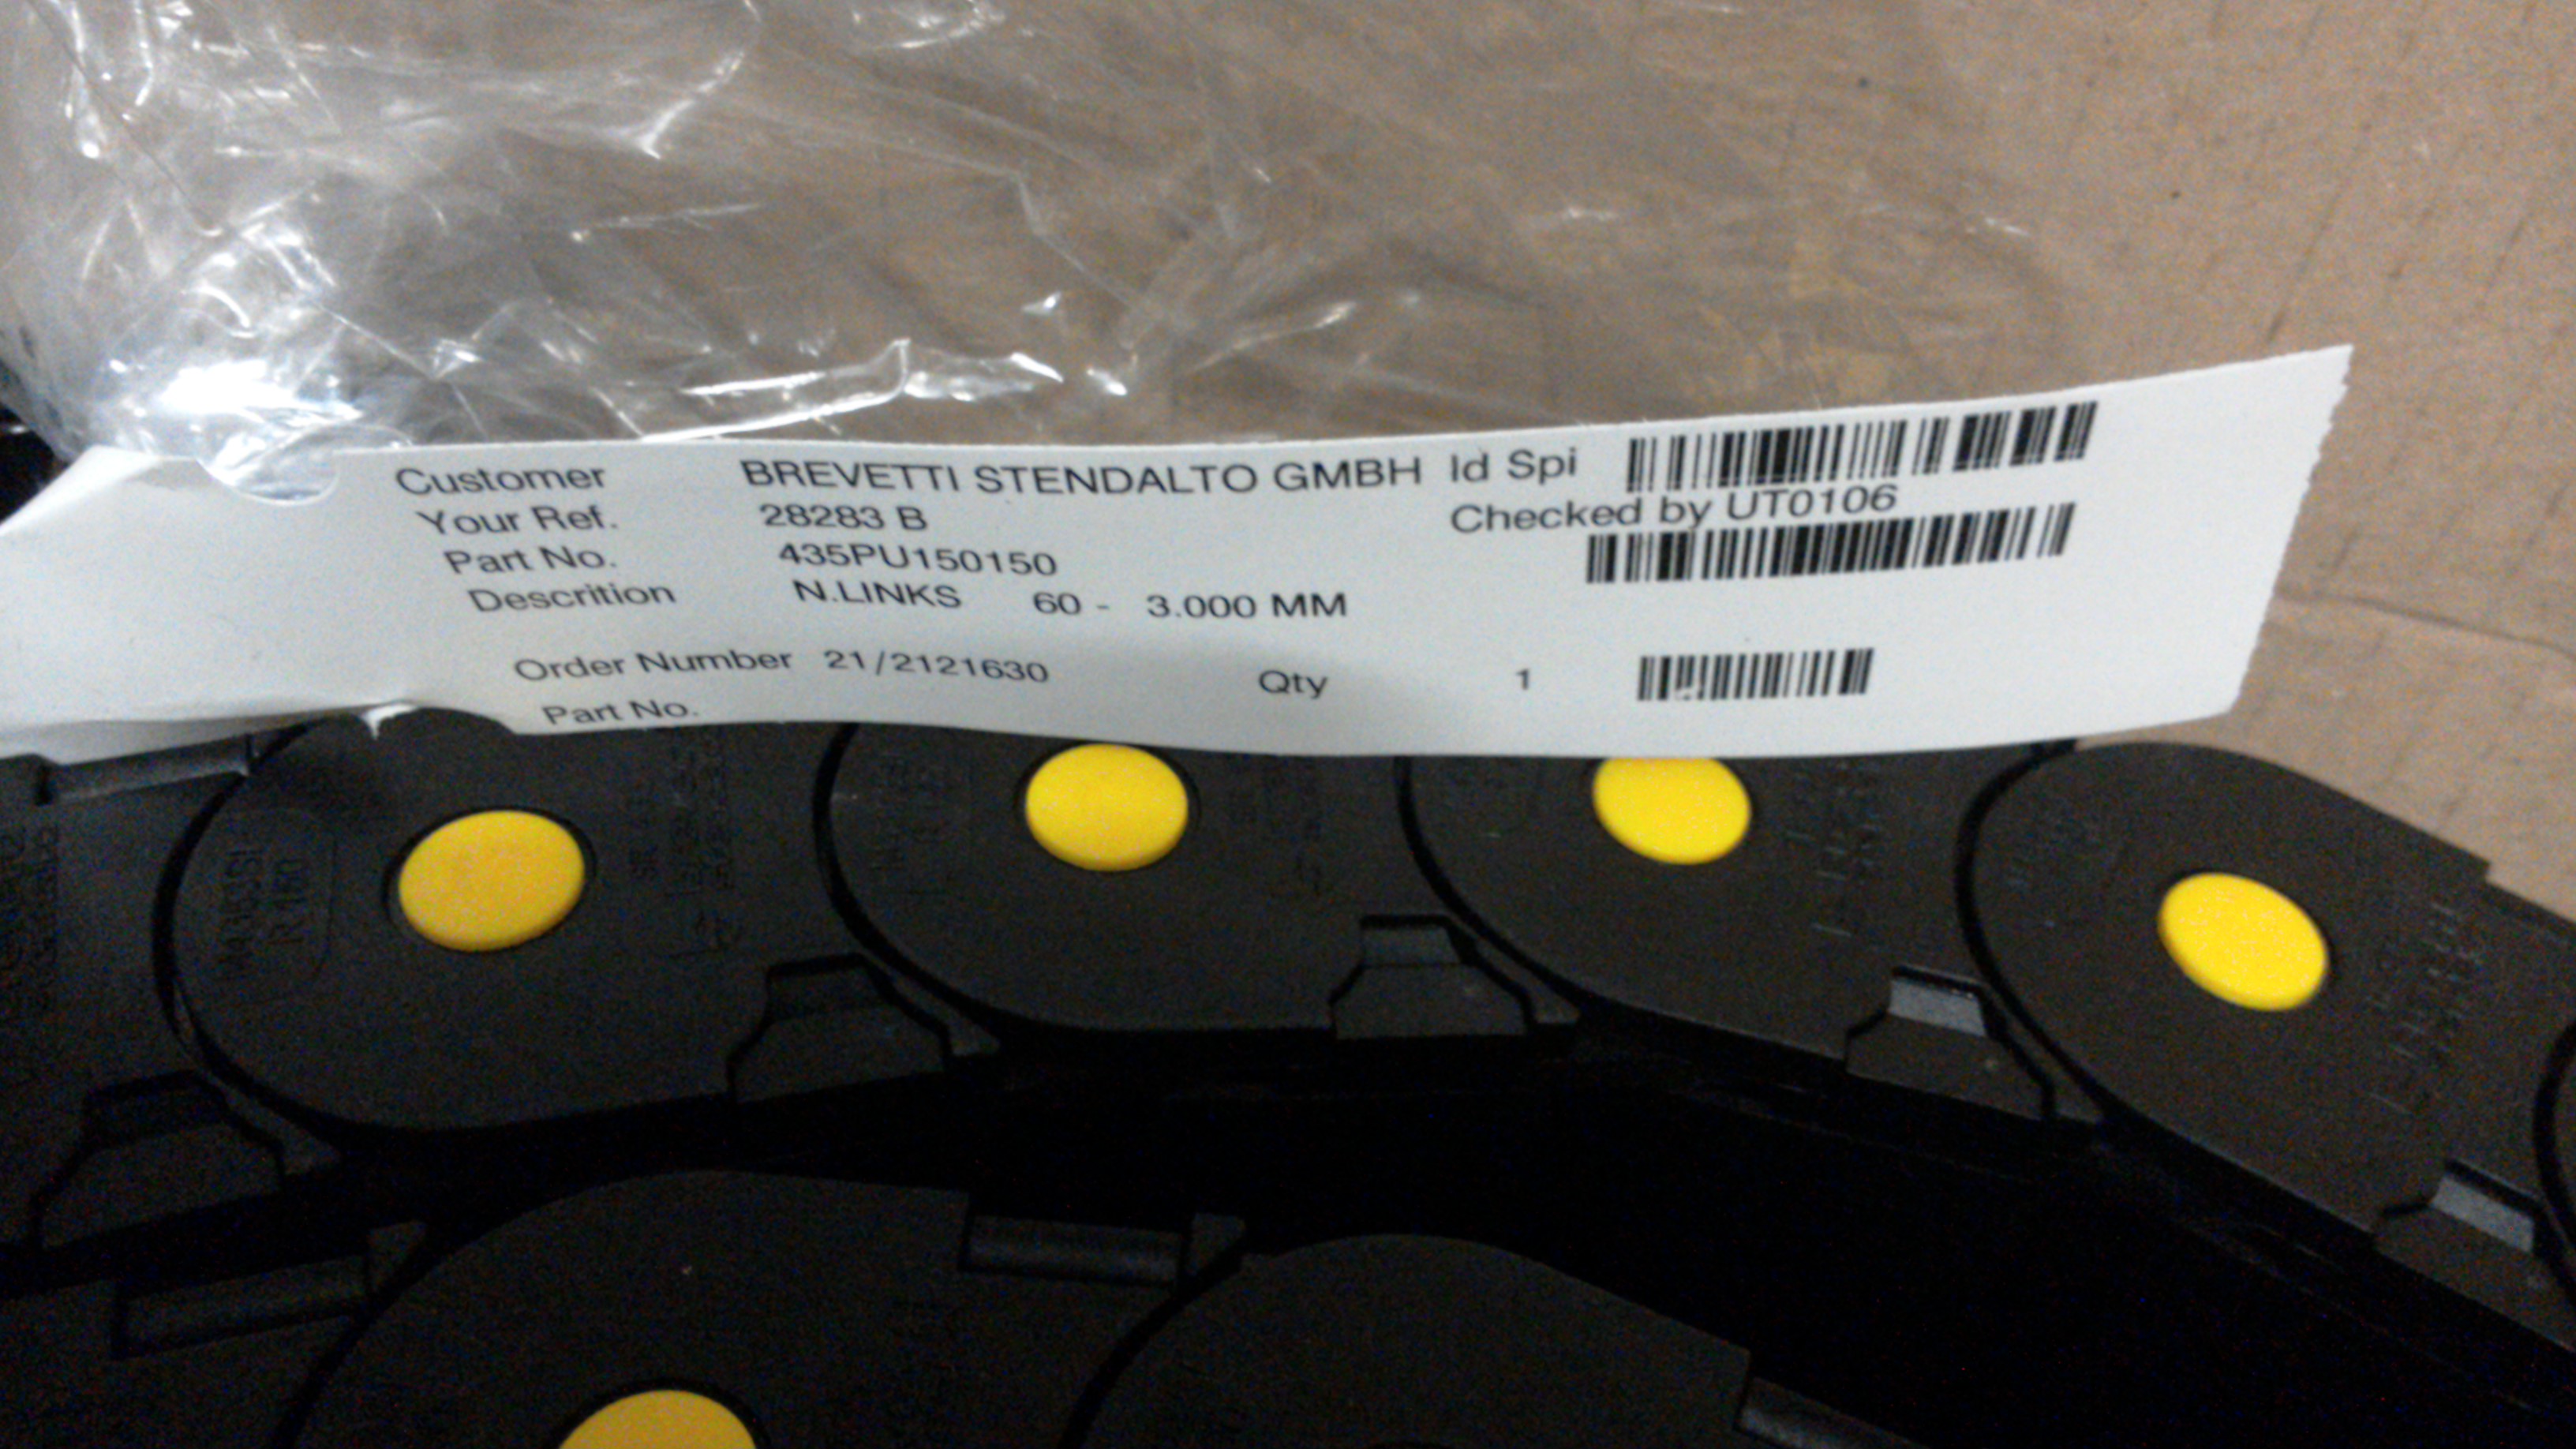 Customer BREVETTI STENDALTO GMBH Id Spi
Your Ref. 28283 B Checked by UT0106
Part No. 435PU150150
Descrition N.LINKS 60 - 3.000 MM
Order Number 21/2121630 Qty 1
Part No.